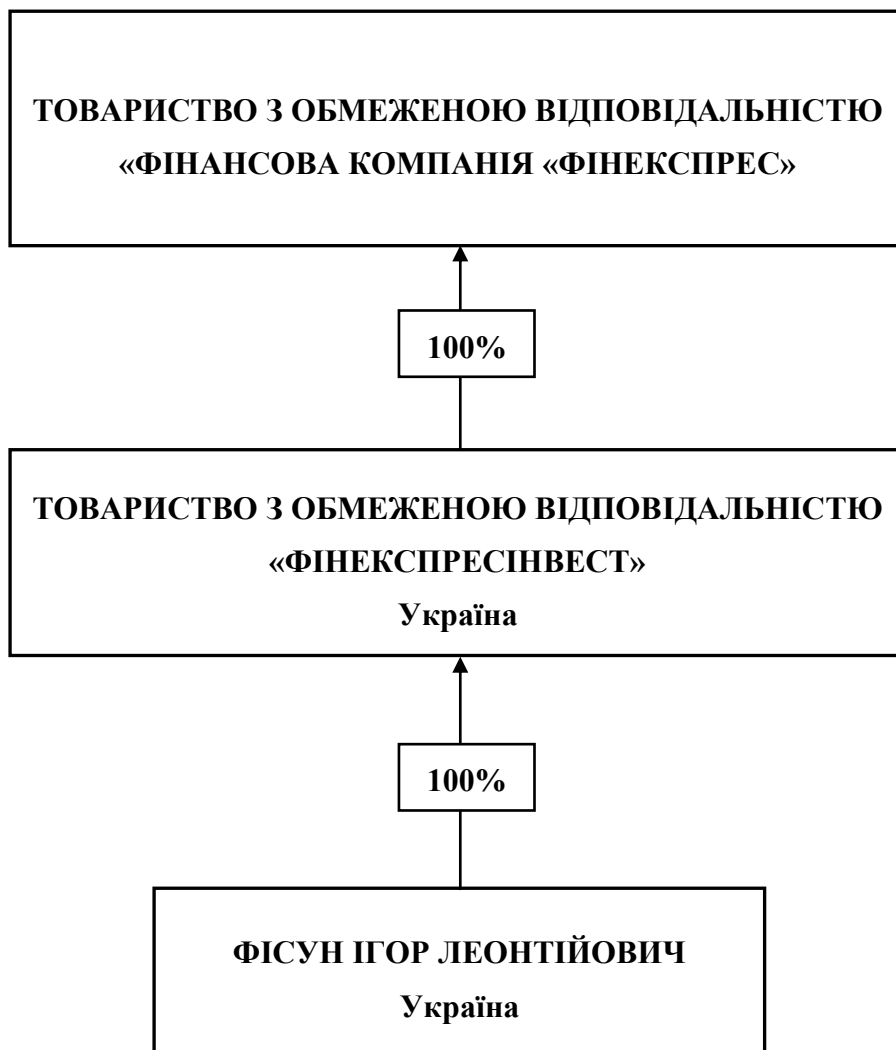 ТОВАРИСТВО З ОБМЕЖЕНОЮ ВІДПОВІДАЛЬНІСТЮ
«ФІНАНСОВА КОМПАНІЯ «ФІНЕКСПРЕС»
100%
ТОВАРИСТВО З ОБМЕЖЕНОЮ ВІДПОВІДАЛЬНІСТЮ
«ФІНЕКСПРЕСІНВЕСТ»
Україна
100%
ФІСУН ІГОР ЛЕОНТІЙОВИЧ
Україна